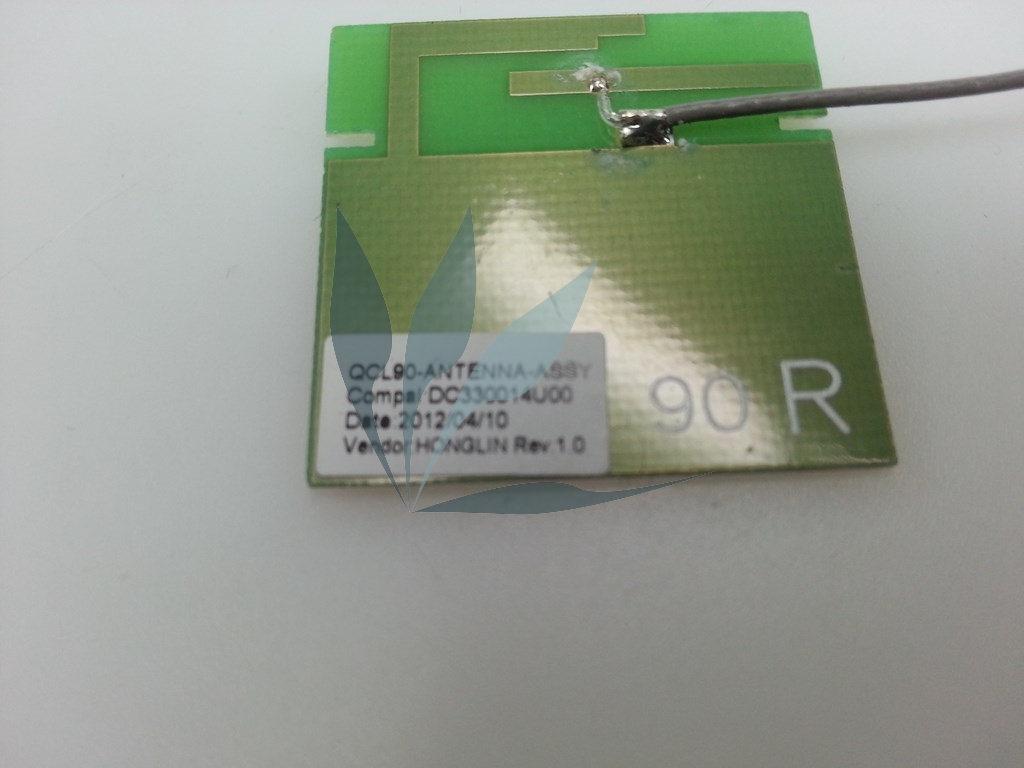 QCL90-ANTENNA-ASSY
Compal DC330014U00
Date:2012/04/10
Vendor HONGLIN Rev 1.0
90 R